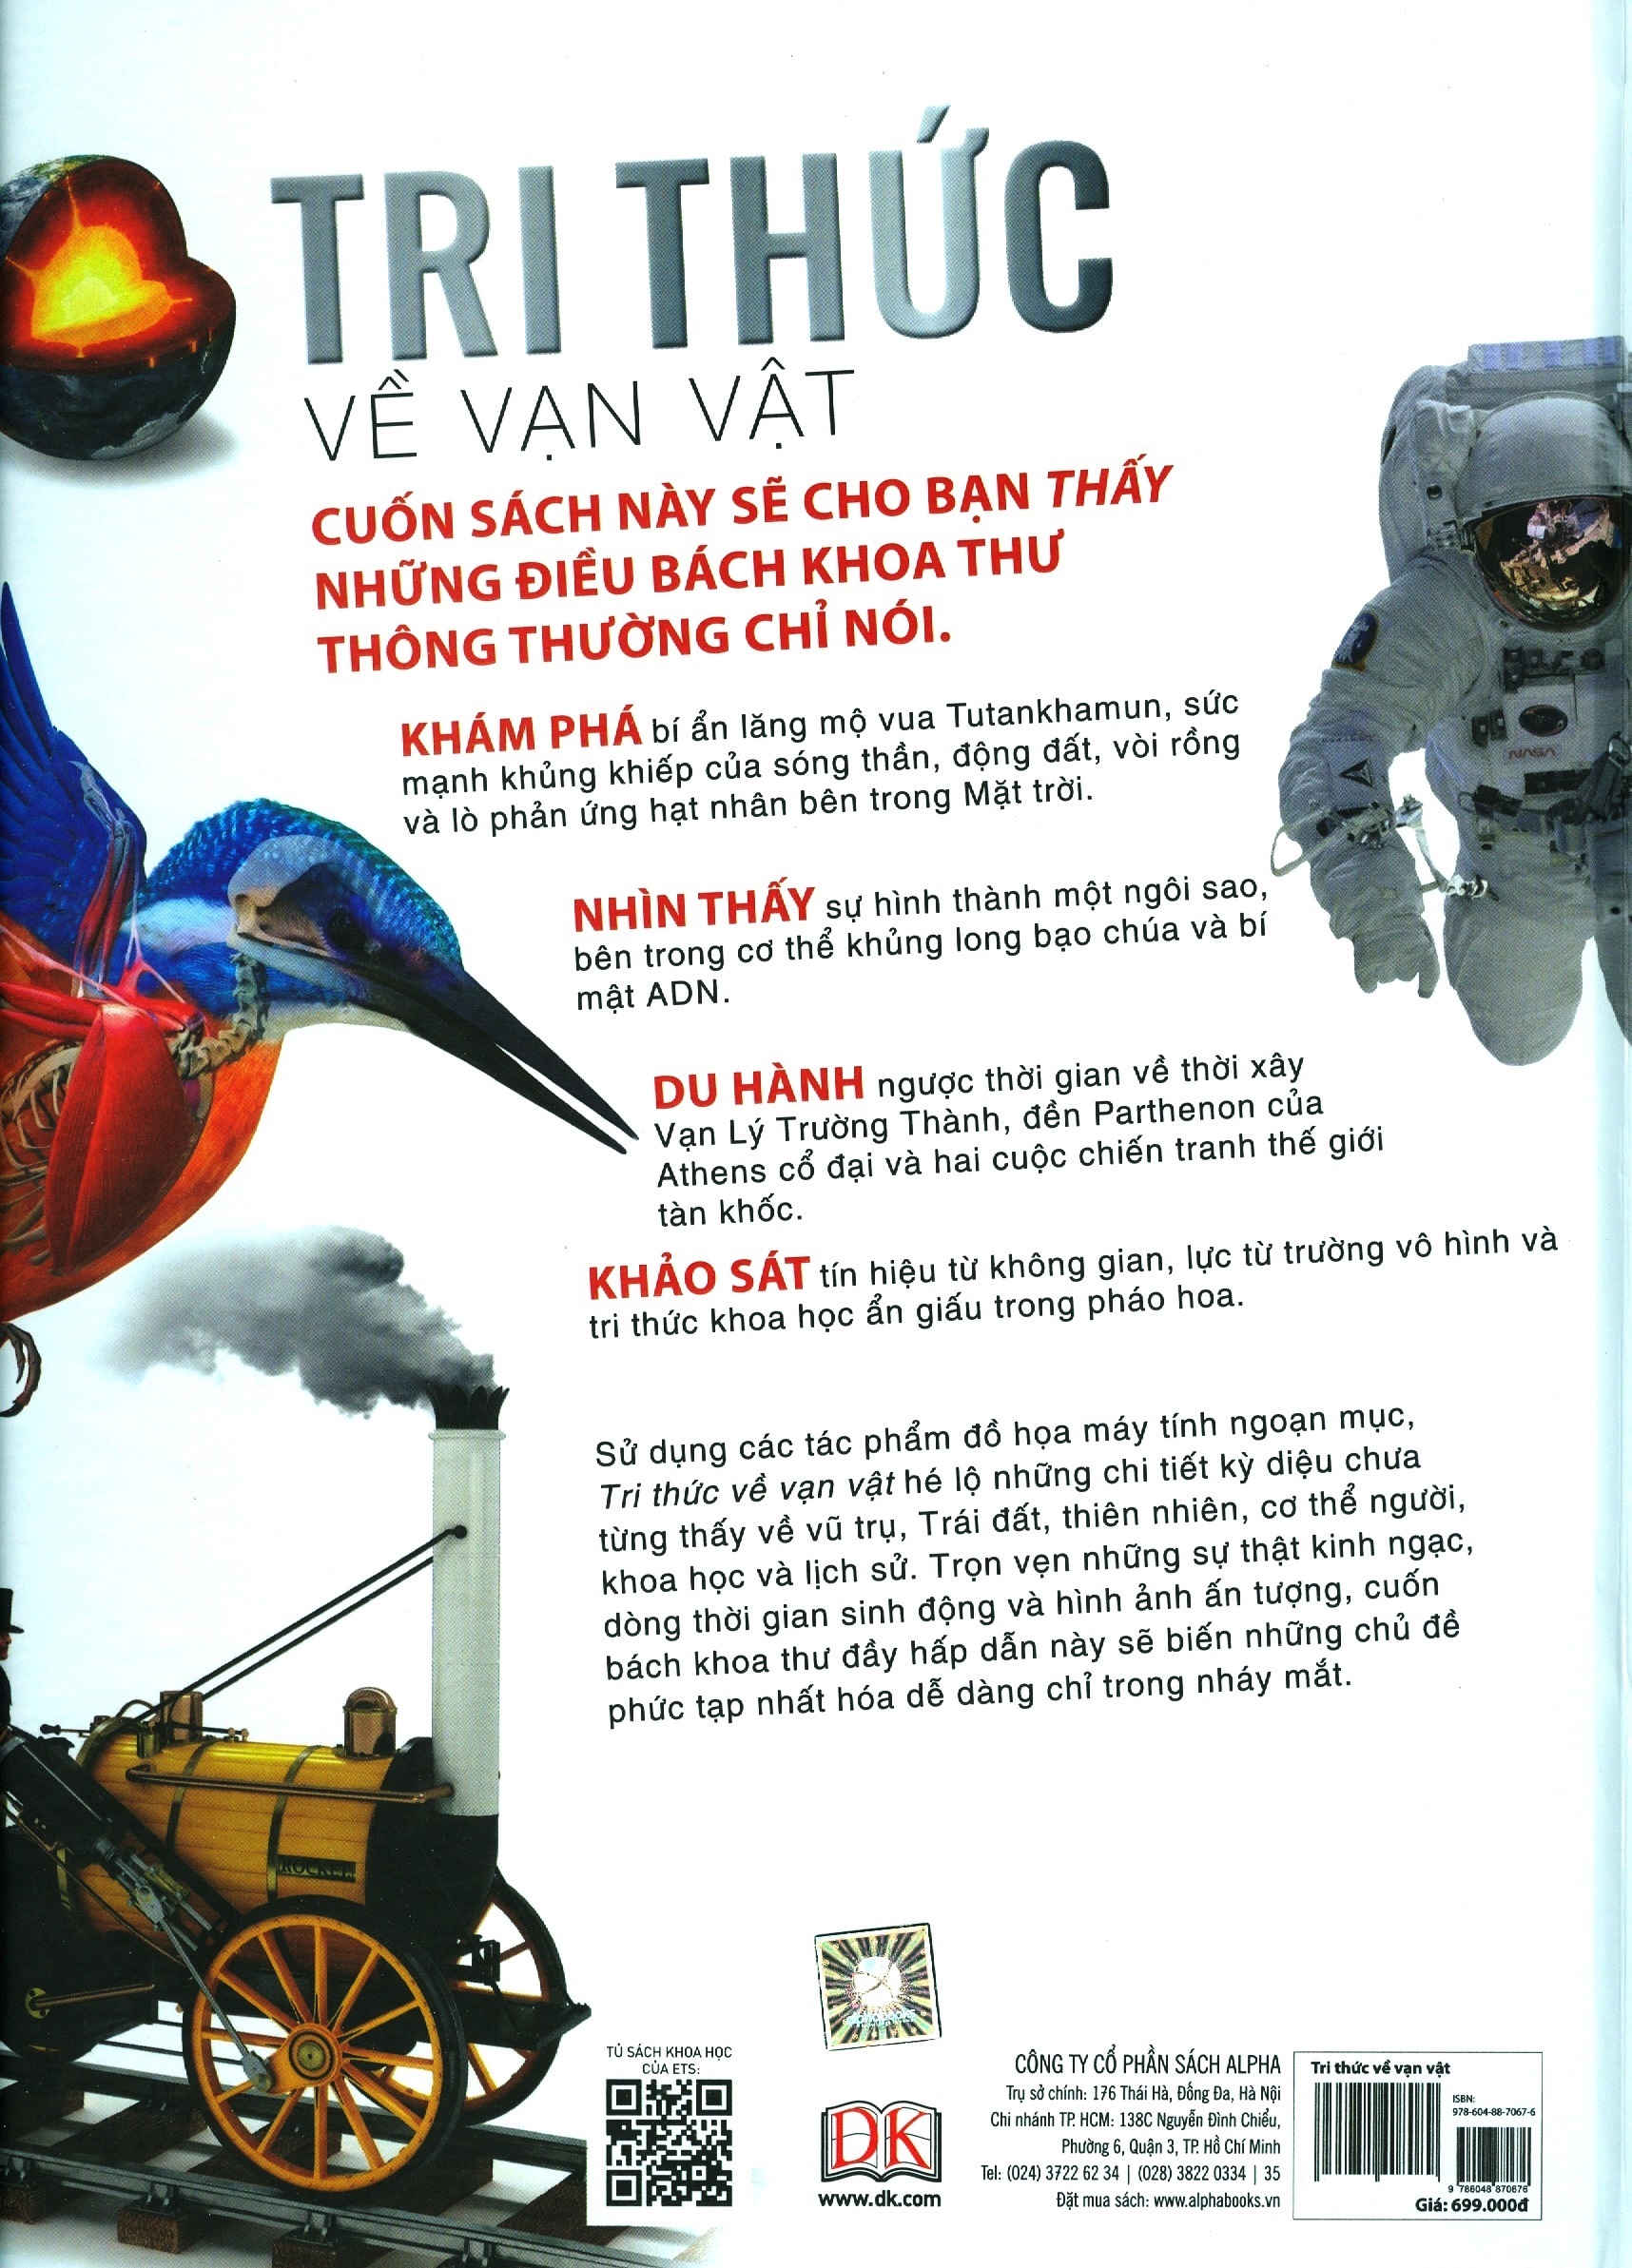 TRI THỨC
VỀ VẠN VẬT
CUỐN SÁCH NÀY SẼ CHO BẠN THẤY
NHỮNG ĐIỀU BÁCH KHOA THƯ
THÔNG THƯỜNG CHỈ NÓI.
KHÁM PHÁ bí ẩn lăng mộ vua Tutankhamun, sức
mạnh khủng khiếp của sóng thần, động đất, vòi rồng
và lò phản ứng hạt nhân bên trong Mặt trời.
NASA
NHÌN THẤY sự hình thành một ngôi sao,
bên trong cơ thể khủng long bạo chúa và bí
mật ADN.
DU HÀNH ngược thời gian về thời xây
Vạn Lý Trường Thành, đền Parthenon của
Athens cổ đại và hai cuộc chiến tranh thế giới
tàn khốc.
KHẢO SÁT tín hiệu từ không gian, lực từ trường vô hình và
tri thức khoa học ẩn giấu trong pháo hoa.
Sử dụng các tác phẩm đồ họa máy tính ngoạn mục,
Tri thức về vạn vật hé lộ những chi tiết kỳ diệu chưa
từng thấy về vũ trụ, Trái đất, thiên nhiên, cơ thể người,
khoa học và lịch sử. Trọn vẹn những sự thật kinh ngạc,
dòng thời gian sinh động và hình ảnh ấn tượng, cuốn
bách khoa thư đầy hấp dẫn này sẽ biến những chủ đề
phức tạp nhất hóa dễ dàng chỉ trong nháy mắt.
ROCKET
alphabooks
TỦ SÁCH KHOA HỌC
CỦA ETS:
DK
www.dk.com
CÔNG TY CỔ PHẦN SÁCH ALPHA
Trụ sở chính: 176 Thái Hà, Đống Đa, Hà Nội
Chi nhánh TP. HCM: 138C Nguyễn Đình Chiểu,
Phường 6, Quận 3, TP. Hồ Chí Minh
Tel: (024) 3722 62 34 | (028) 3822 0334 | 35
Đặt mua sách: www.alphabooks.vn
Tri thức về vạn vật
ISBN:
978-604-88-7067-6
9 786048 870676
Giá: 699.000đ